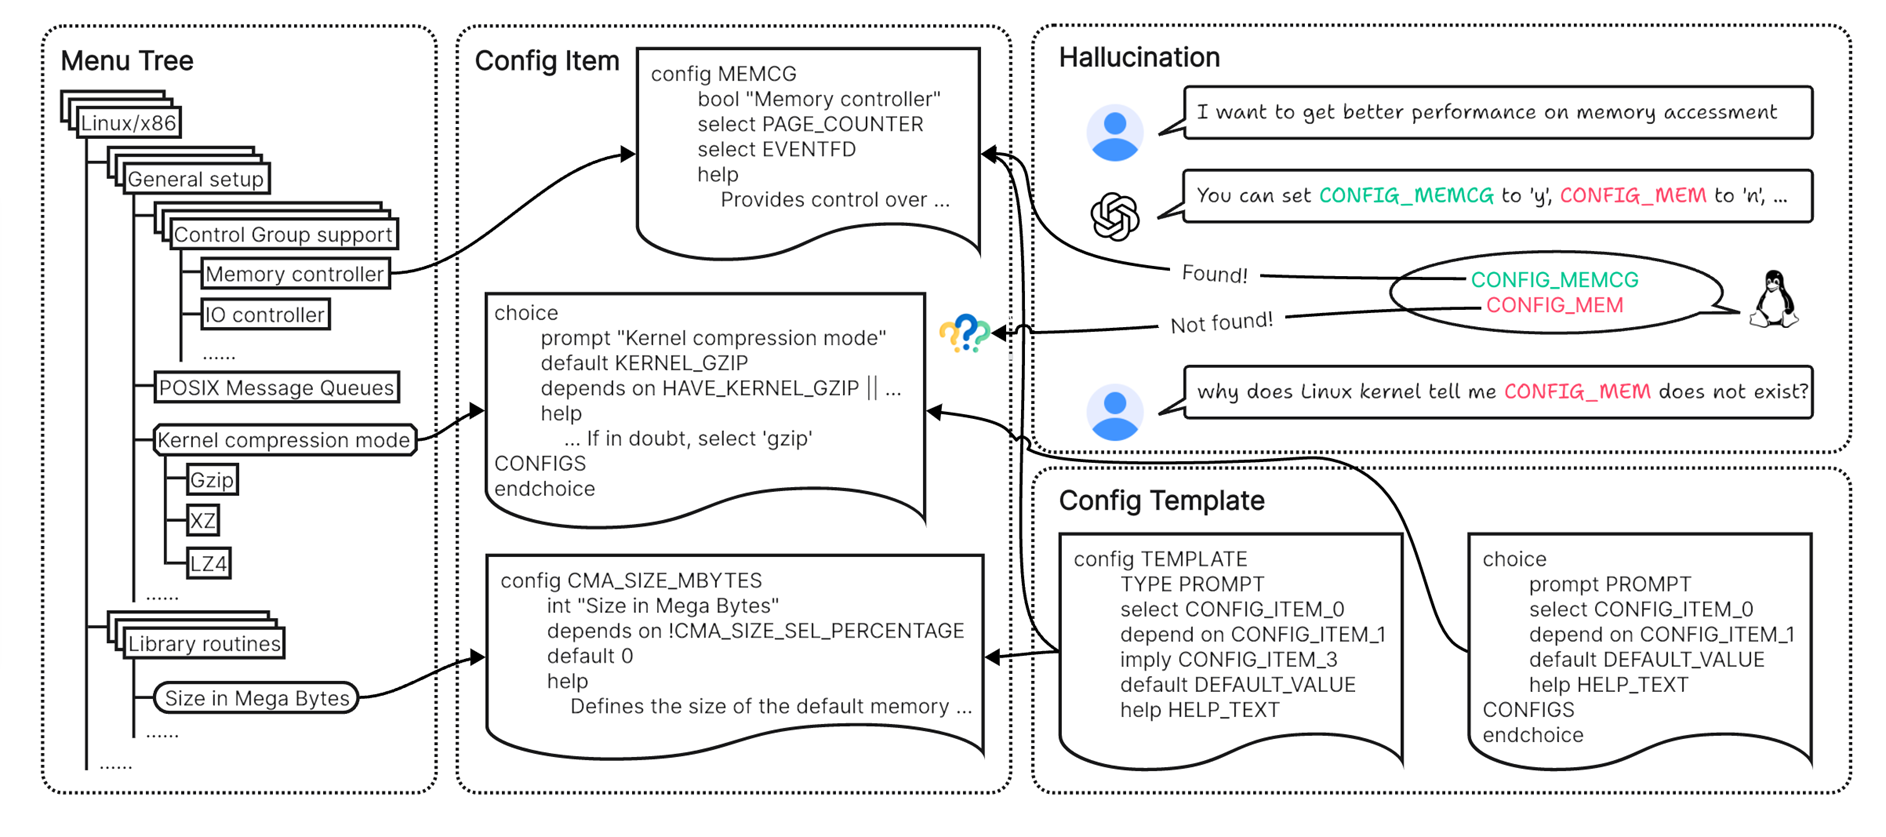 Menu Tree
Linux/x86
General setup
Control Group support
Memory controller
IO controller
......
POSIX Message Queues
Kernel compression mode
Gzip
XZ
LZ4
......
Library routines
Size in Mega Bytes
......
......
Config Item
config MEMCG
bool "Memory controller"
select PAGE_COUNTER
select EVENTFD
help
Provides control over ...
choice
prompt "Kernel compression mode"
default KERNEL_GZIP
depends on HAVE_KERNEL_GZIP || ...
help
... If in doubt, select 'gzip'
CONFIGS
endchoice
config CMA_SIZE_MBYTES
int "Size in Mega Bytes"
depends on !CMA_SIZE_SEL_PERCENTAGE
default 0
help
Defines the size of the default memory ...
Hallucination
I want to get better performance on memory accessment
You can set CONFIG_MEMCG to 'y', CONFIG_MEM to 'n', ...
Found!
CONFIG_MEMCG
CONFIG_MEM
Not found!
???
why does Linux kernel tell me CONFIG_MEM does not exist?
Config Template
config TEMPLATE
TYPE PROMPT
select CONFIG_ITEM_0
depend on CONFIG_ITEM_1
imply CONFIG_ITEM_3
default DEFAULT_VALUE
help HELP_TEXT
choice
prompt PROMPT
select CONFIG_ITEM_0
depend on CONFIG_ITEM_1
default DEFAULT_VALUE
help HELP_TEXT
CONFIGS
endchoice